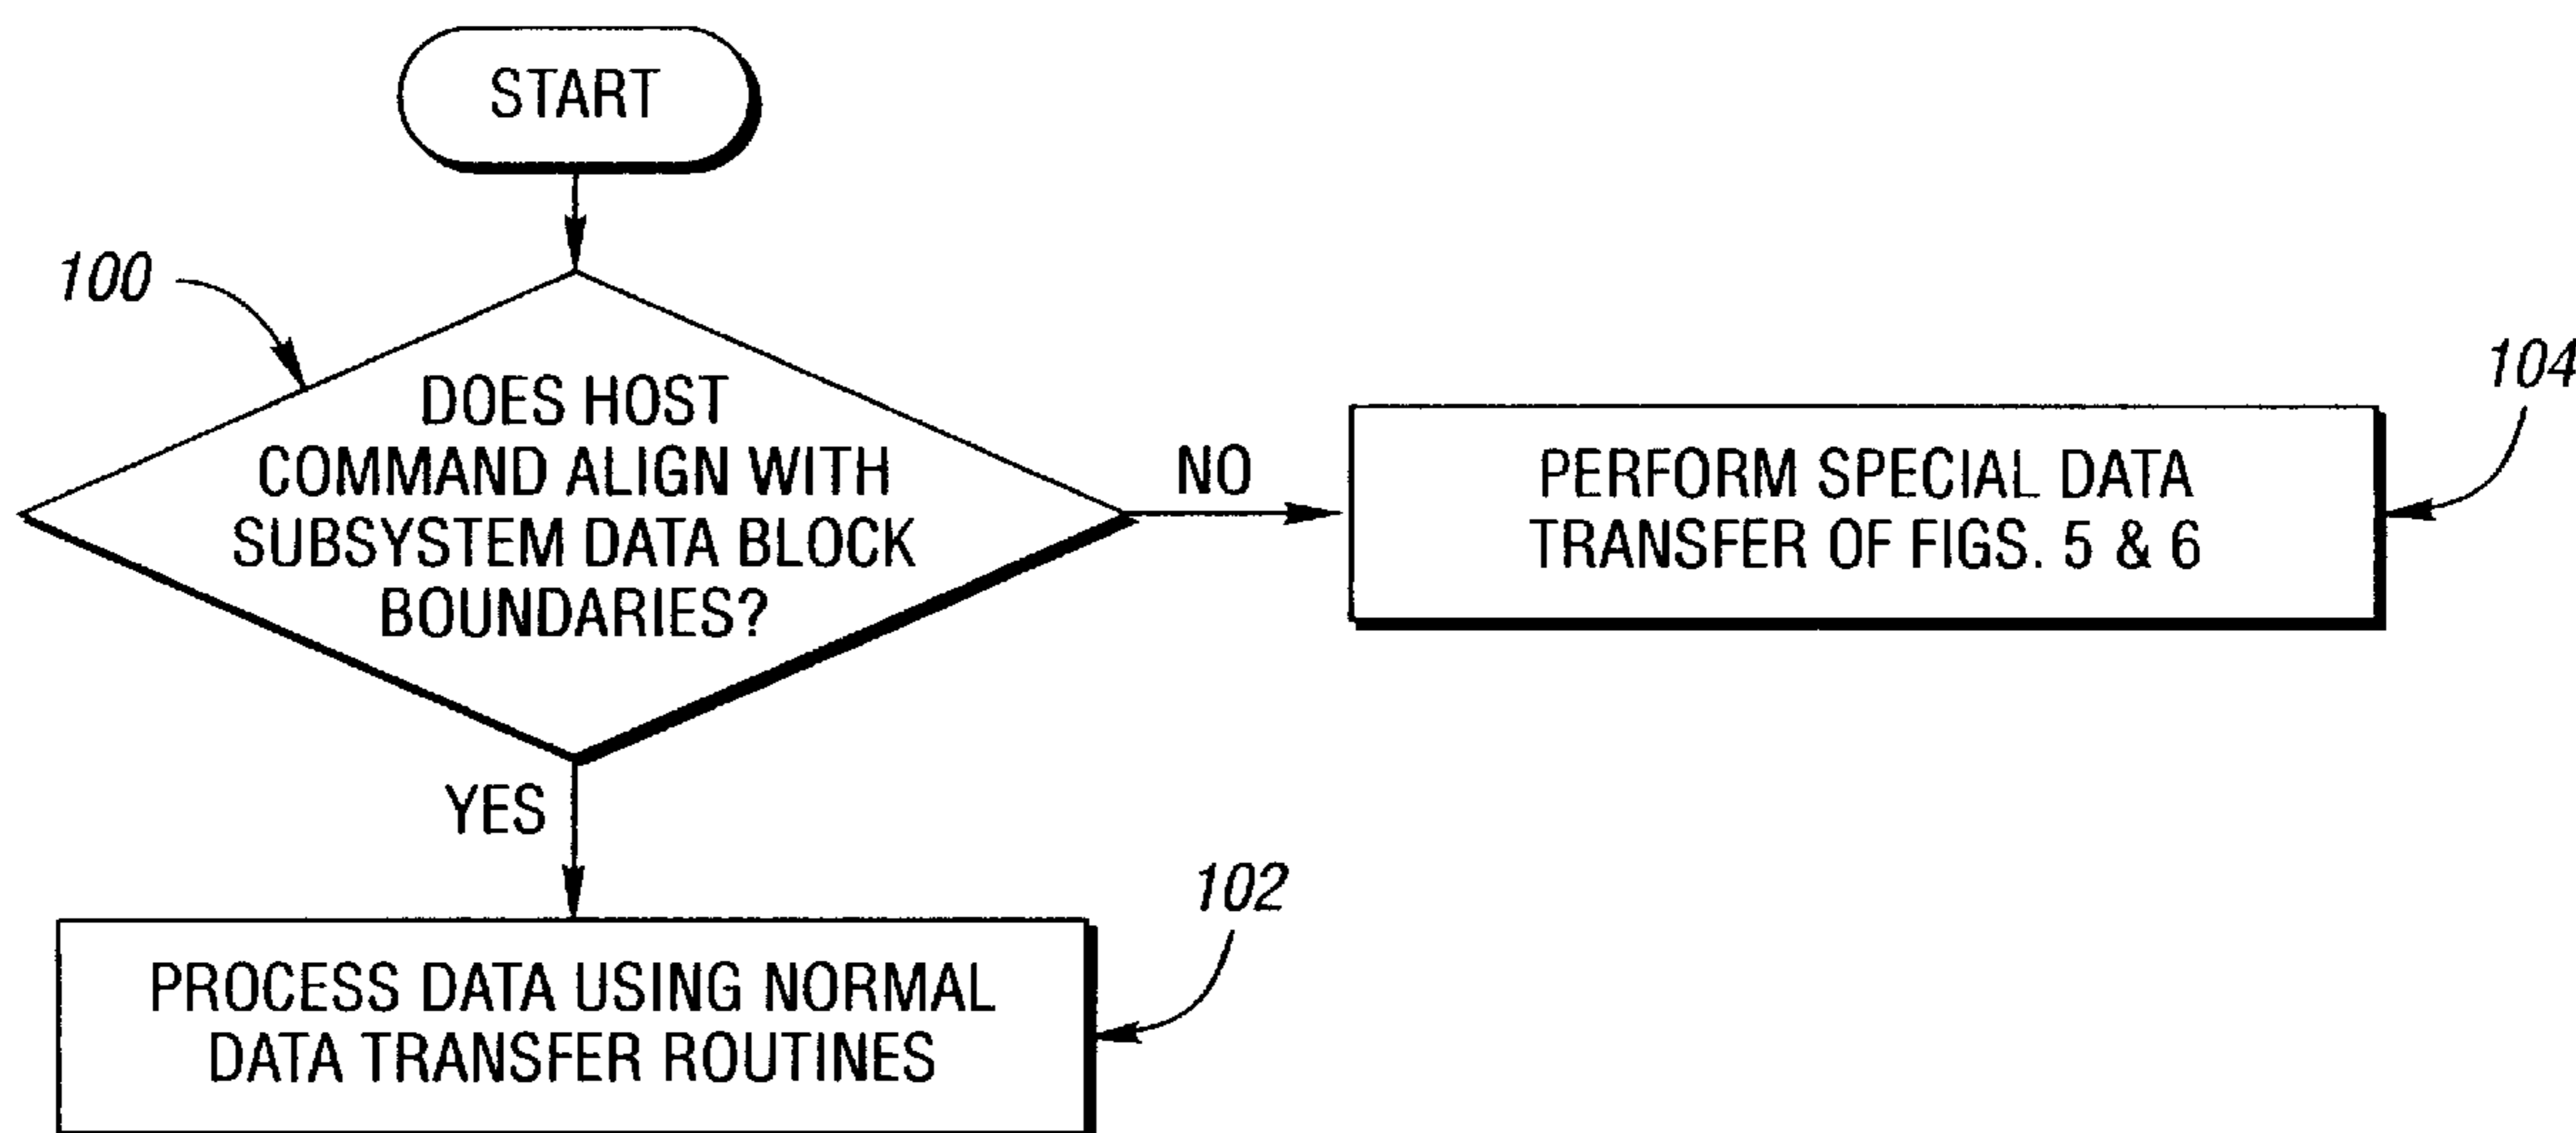 START
100
DOES HOST
COMMAND ALIGN WITH
SUBSYSTEM DATA BLOCK
BOUNDARIES?
NO
PERFORM SPECIAL DATA
TRANSFER OF FIGS. 5 & 6
104
YES
PROCESS DATA USING NORMAL
DATA TRANSFER ROUTINES
102